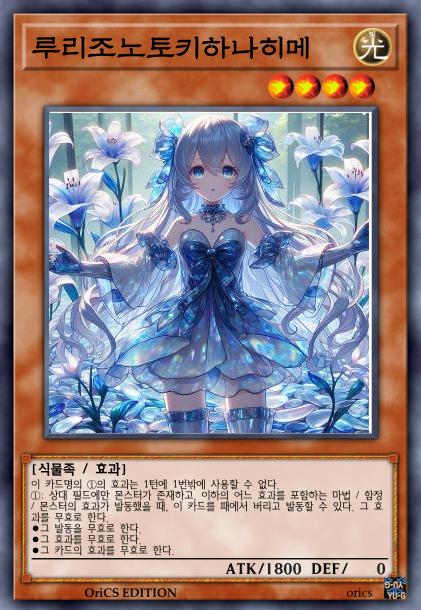 루리조노토키하나히메
光
[식물족 / 효과]
이 카드명의 ①의 효과는 1턴에 1번밖에 사용할 수 없다.
①: 상대 필드에만 몬스터가 존재하고, 이하의 어느 효과를 포함하는 마법 / 함정
/ 몬스터의 효과가 발동했을 때, 이 카드를 패에서 버리고 발동할 수 있다. 그 효
과를 무효로 한다.
●그 발동을 무효로 한다.
●그 효과를 무효로 한다.
●그 카드의 효과를 무효로 한다.
ATK/1800 DEF/ 0
OriCS EDITION orics